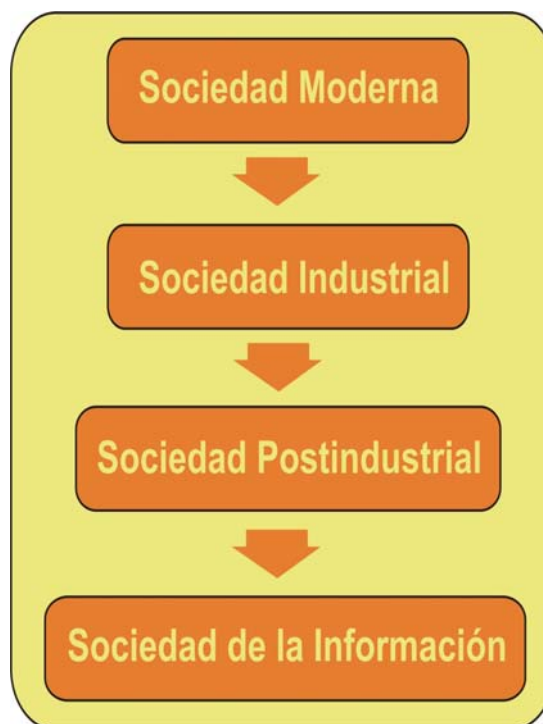 Sociedad Moderna
Sociedad Industrial
Sociedad Postindustrial
Sociedad de la Información